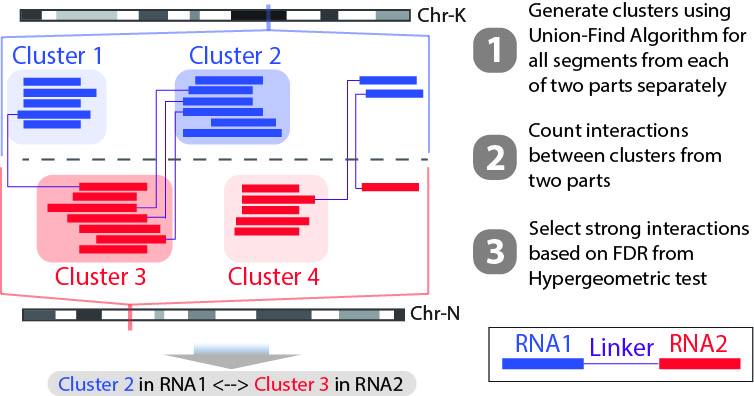 Chr-K
Cluster 1
Cluster 2
Cluster 3
Cluster 4
Chr-N
Cluster 2 in RNA1 <--> Cluster 3 in RNA2
1
Generate clusters using
Union-Find Algorithm for
all segments from each
of two parts separately
2
Count interactions
between clusters from
two parts
3
Select strong interactions
based on FDR from
Hypergeometric test
RNA1 Linker RNA2